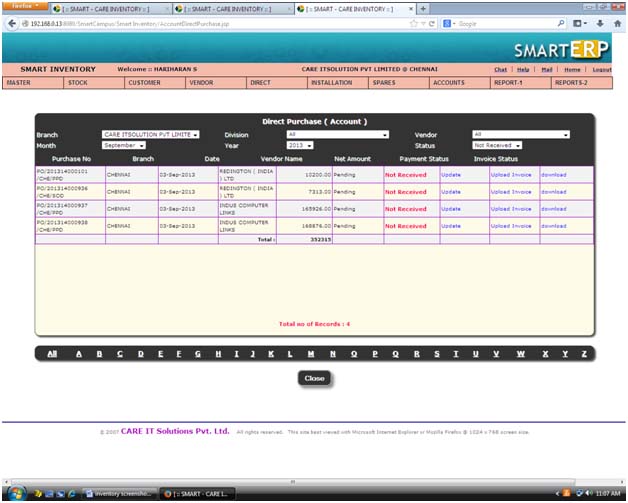 Firefox
[ :: SMART - CARE INVENTORY :: ] × [ :: SMART - CARE INVENTORY :: ] × [ :: SMART - CARE INVENTORY :: ] × +
192.168.0.13:8089/SmartCampus/Smart Inventory/AccountDirectPurchase.jsp Google
SMARTERP
SMART INVENTORY Welcome :: HARIHARAN S CARE ITSOLUTION PVT LIMITED @ CHENNAI Chat | Help | Mail | Home | Logout
MASTER STOCK CUSTOMER VENDOR DIRECT INSTALLATION SPARES ACCOUNTS REPORT-1 REPORTS-2
Direct Purchase ( Account )
Branch CARE ITSOLUTION PVT LIMITE Division All Vendor All
Month September Year 2013 Status Not Received
Purchase No Branch Date Vendor Name Net Amount Payment Status Invoice Status
PO/201314000101 /CHE/PPD CHENNAI 03-Sep-2013 REDINGTON ( INDIA ) LTD 10200.00 Pending Not Received Update Upload Invoice download
PO/201314000936 /CHE/SOD CHENNAI 03-Sep-2013 REDINGTON ( INDIA ) LTD 7313.00 Pending Not Received Update Upload Invoice download
PO/201314000937 /CHE/PPD CHENNAI 03-Sep-2013 INDUS COMPUTER LINKS 165926.00 Pending Not Received Update Upload Invoice download
PO/201314000938 /CHE/PPD CHENNAI 03-Sep-2013 INDUS COMPUTER LINKS 168876.00 Pending Not Received Update Upload Invoice download
Total : 352315
Total no of Records : 4
All A B C D E F G H I J K L M N O P Q R S T U V W X Y Z
Close
© 2007 CARE IT Solutions Pvt. Ltd. All rights reserved. This site best viewed with Microsoft Internet Explorer or Mozilla Firefox @ 1024 x 768 screen size.
inventory screensho... [ :: SMART - CARE I... 11:07 AM